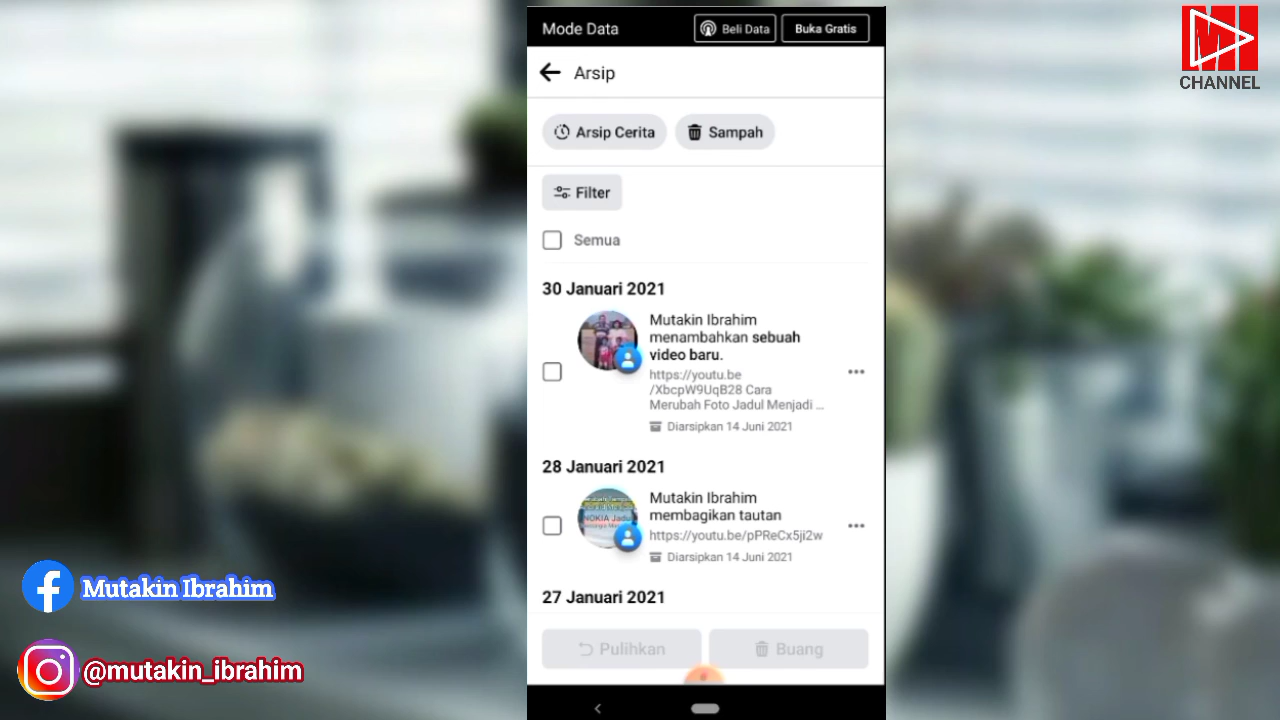 Mode Data
Beli Data
Buka Gratis
CHANNEL
Arsip
Arsip Cerita
Sampah
Filter
Semua
30 Januari 2021
Mutakin Ibrahim
menambahkan sebuah
video baru.
https://youtu.be
/XbcpW9UqB28 Cara
Merubah Foto Jadul Menjadi ...
Diarsipkan 14 Juni 2021
28 Januari 2021
Mutakin Ibrahim
membagikan tautan
https://youtu.be/pPReCx5ji2w
Diarsipkan 14 Juni 2021
NOKIA Jadul
27 Januari 2021
Pulihkan
Buang
Mutakin Ibrahim
@mutakin_ibrahim